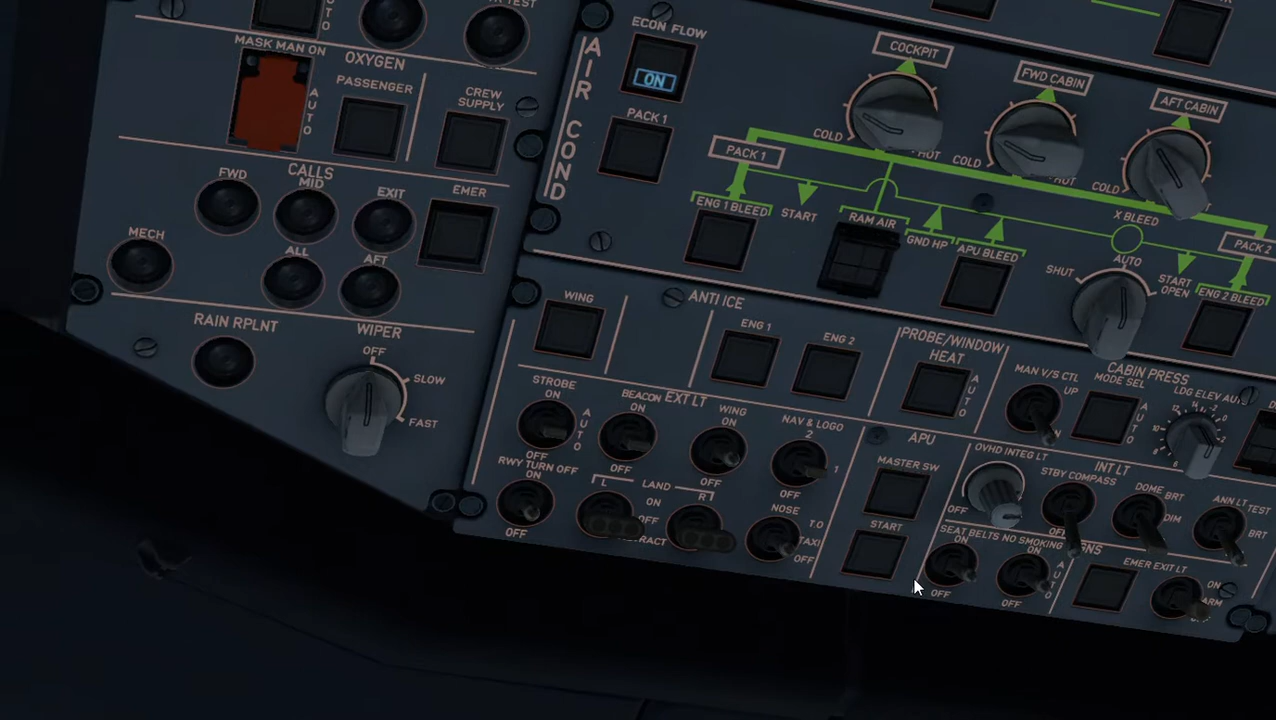 TEST
MASK MAN ON
AUTO
OXYGEN
PASSENGER
CREW
SUPPLY
CALLS
FWD
MID
EXIT
EMER
MECH
ALL
AFT
RAIN RPLNT
WIPER
OFF
SLOW
FAST
AIR COND
ECON FLOW
ON
PACK 1
COCKPIT
FWD CABIN
AFT CABIN
COLD
HOT
COLD
HOT
COLD
PACK 1
ENG 1 BLEED
START
RAM AIR
GND HP
APU BLEED
X BLEED
AUTO
SHUT
START
OPEN
PACK 2
ENG 2 BLEED
WING
ANTI ICE
ENG 1
ENG 2
PROBE/WINDOW
HEAT
AUTO
CABIN PRESS
MAN V/S CTL
UP
MODE SEL
AUTO
LDG ELEV
STROBE
ON
AUTO
OFF
BEACON
ON
OFF
EXT LT
WING
ON
OFF
NAV & LOGO
2
1
OFF
RWY TURN OFF
ON
OFF
L
LAND
R
ON
OFF
NOSE
T.O
TAXI
OFF
APU
MASTER SW
START
OVHD INTEG LT
OFF
INT LT
STBY COMPASS
OFF
DOME
BRT
DIM
ANN LT
TEST
BRT
SEAT BELTS
ON
OFF
NO SMOKING
AUTO
OFF
EMER EXIT LT
ON
ARM